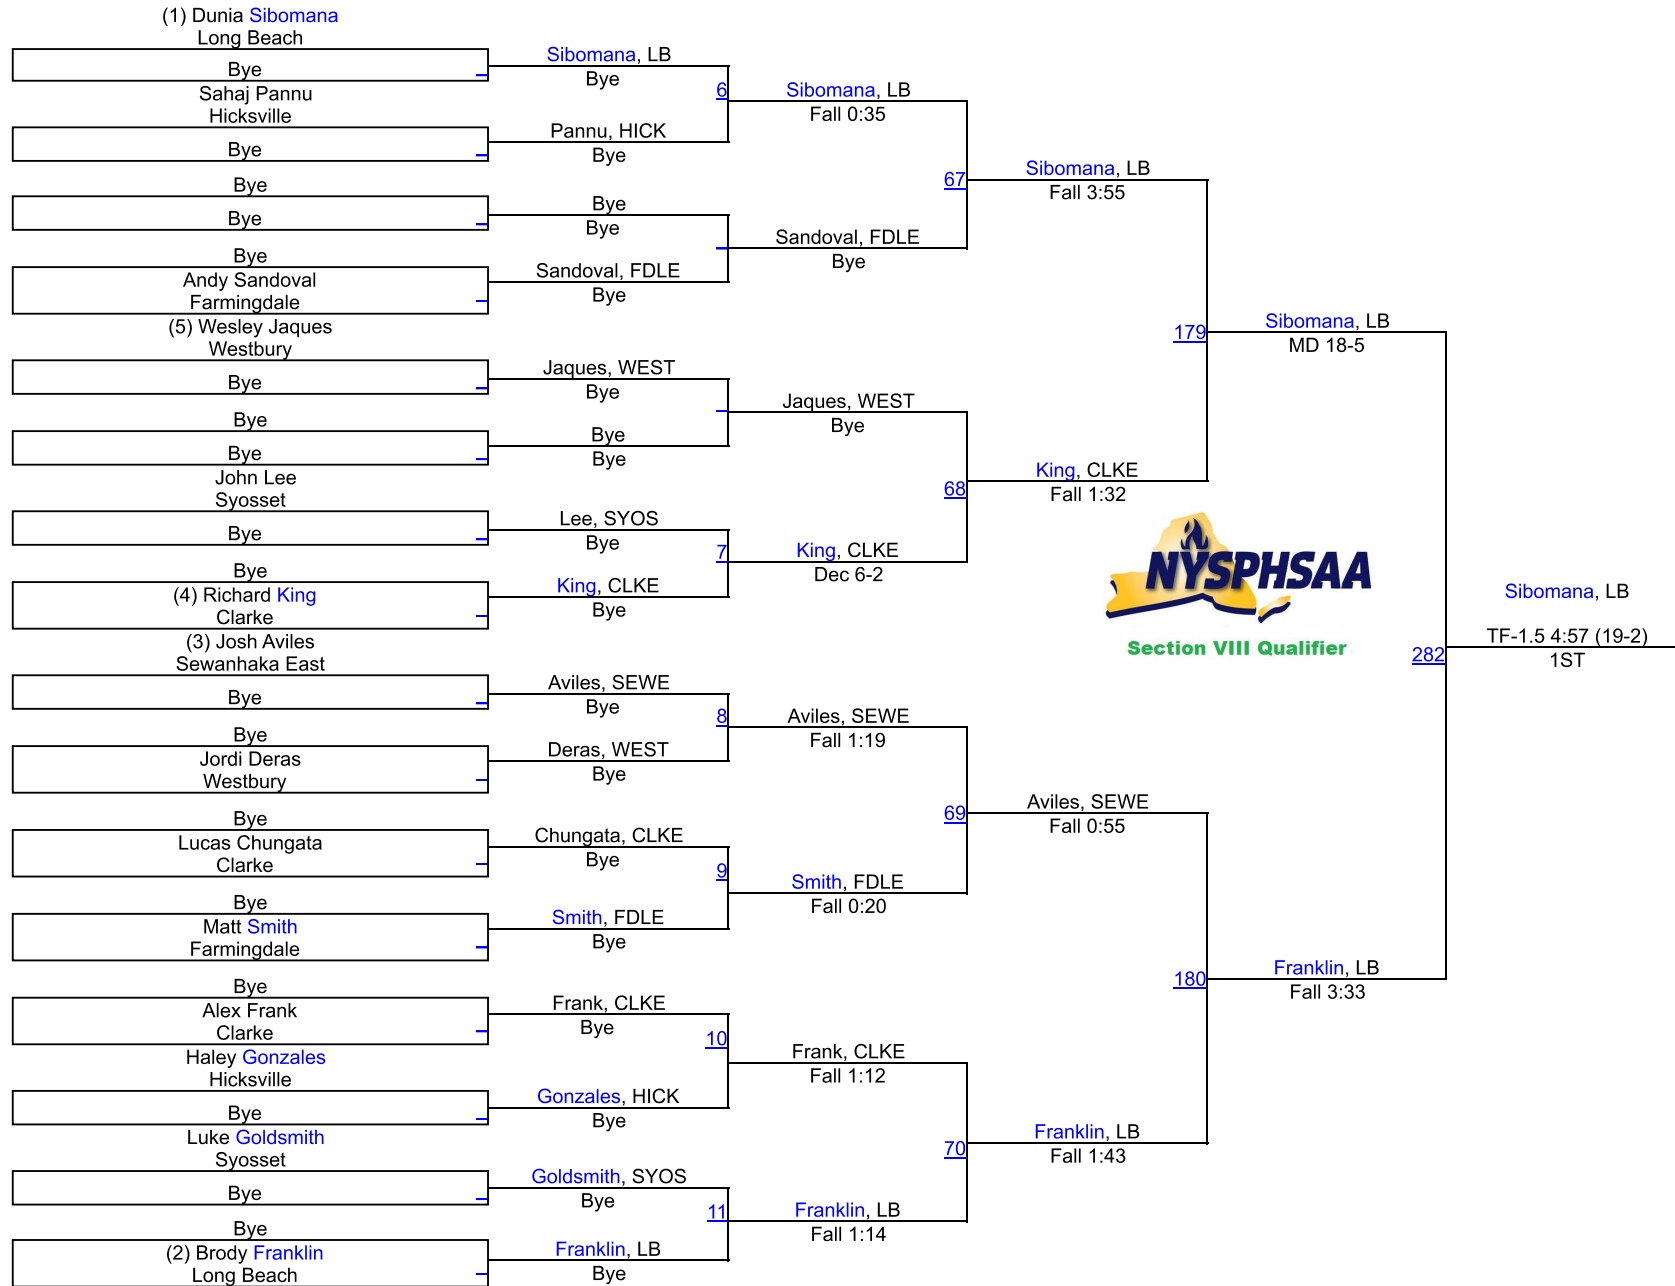 (1) Dunia Sibomana
Long Beach
Bye
Sahaj Pannu
Hicksville
Bye
Bye
Bye
Bye
Andy Sandoval
Farmingdale
(5) Wesley Jaques
Westbury
Bye
Bye
Bye
John Lee
Syosset
Bye
Bye
(4) Richard King
Clarke
(3) Josh Aviles
Sewanhaka East
Bye
Bye
Jordi Deras
Westbury
Bye
Lucas Chungata
Clarke
Bye
Matt Smith
Farmingdale
Bye
Alex Frank
Clarke
Haley Gonzales
Hicksville
Bye
Luke Goldsmith
Syosset
Bye
Bye
(2) Brody Franklin
Long Beach
Sibomana, LB
Bye
6
Pannu, HICK
Bye
Bye
Bye
Sandoval, FDLE
Bye
Jaques, WEST
Bye
Bye
Bye
Lee, SYOS
Bye
7
King, CLKE
Bye
Aviles, SEWE
Bye
8
Deras, WEST
Bye
Chungata, CLKE
Bye
9
Smith, FDLE
Bye
Frank, CLKE
Bye
10
Gonzales, HICK
Bye
Goldsmith, SYOS
Bye
11
Franklin, LB
Bye
Sibomana, LB
Fall 0:35
67
Sandoval, FDLE
Bye
Jaques, WEST
Bye
68
King, CLKE
Dec 6-2
Aviles, SEWE
Fall 1:19
69
Smith, FDLE
Fall 0:20
Frank, CLKE
Fall 1:12
70
Franklin, LB
Fall 1:14
Sibomana, LB
Fall 3:55
179
King, CLKE
Fall 1:32
Aviles, SEWE
Fall 0:55
180
Franklin, LB
Fall 1:43
Sibomana, LB
MD 18-5
NYSPHSAA
Section VIII Qualifier
282
Franklin, LB
Fall 3:33
Sibomana, LB
TF-1.5 4:57 (19-2)
1ST